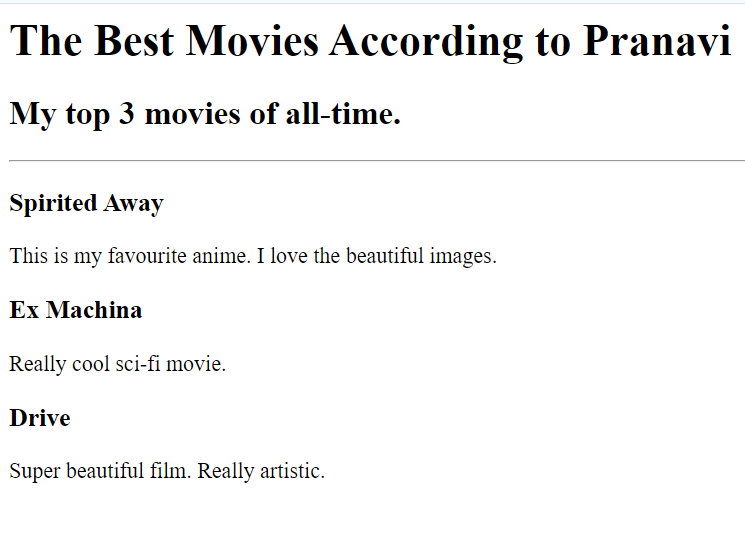 The Best Movies According to Pranavi
My top 3 movies of all-time.
Spirited Away
This is my favourite anime. I love the beautiful images.
Ex Machina
Really cool sci-fi movie.
Drive
Super beautiful film. Really artistic.